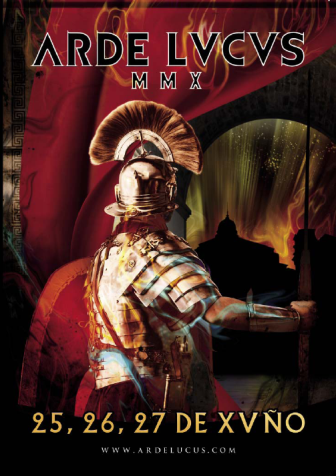 ARDE LVCVS
MMX
25, 26, 27 DE XVÑO
WWW.ARDELUCUS.COM